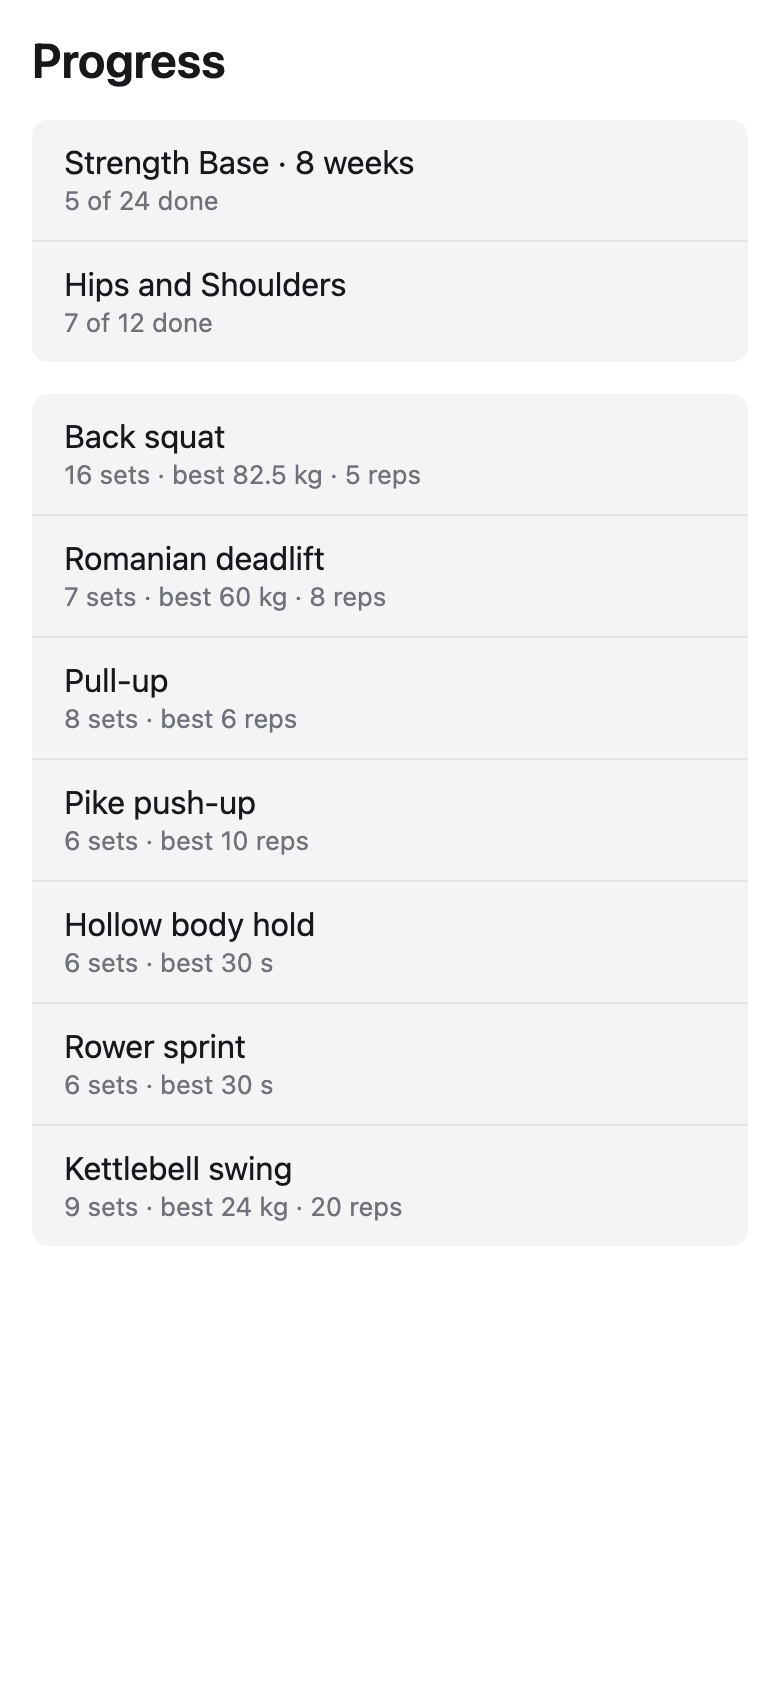 Progress
Strength Base · 8 weeks
5 of 24 done
Hips and Shoulders
7 of 12 done
Back squat
16 sets · best 82.5 kg · 5 reps
Romanian deadlift
7 sets · best 60 kg · 8 reps
Pull-up
8 sets · best 6 reps
Pike push-up
6 sets · best 10 reps
Hollow body hold
6 sets · best 30 s
Rower sprint
6 sets · best 30 s
Kettlebell swing
9 sets · best 24 kg · 20 reps